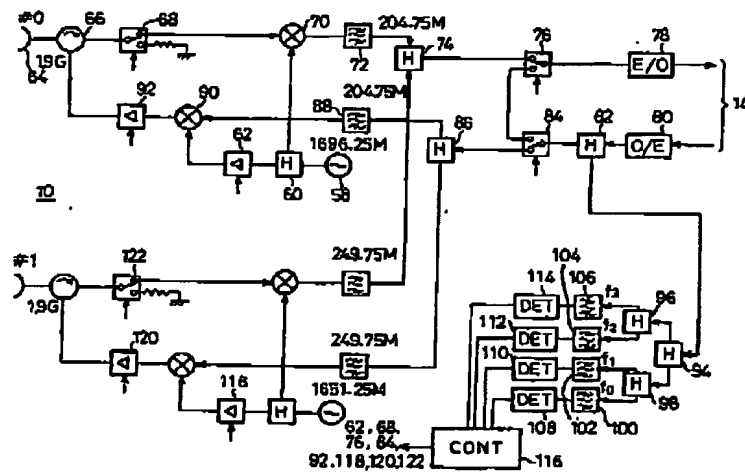 #0
66
68
70
204.75M
72
H
74
76
78
E/O
64
1.9G
92
90
88
204.75M
86
H
84
82
H
80
O/E
14
62
1696.25M
H
60
58
10
#1
122
249.75M
1.9G
120
249.75M
1651.25M
118
H
104
114
106
f3
DET
96
H
112
f2
DET
H
94
110
f1
DET
H
98
f0
DET
108
102
100
62, 68,
76, 84,
92, 118, 120, 122
CONT
116